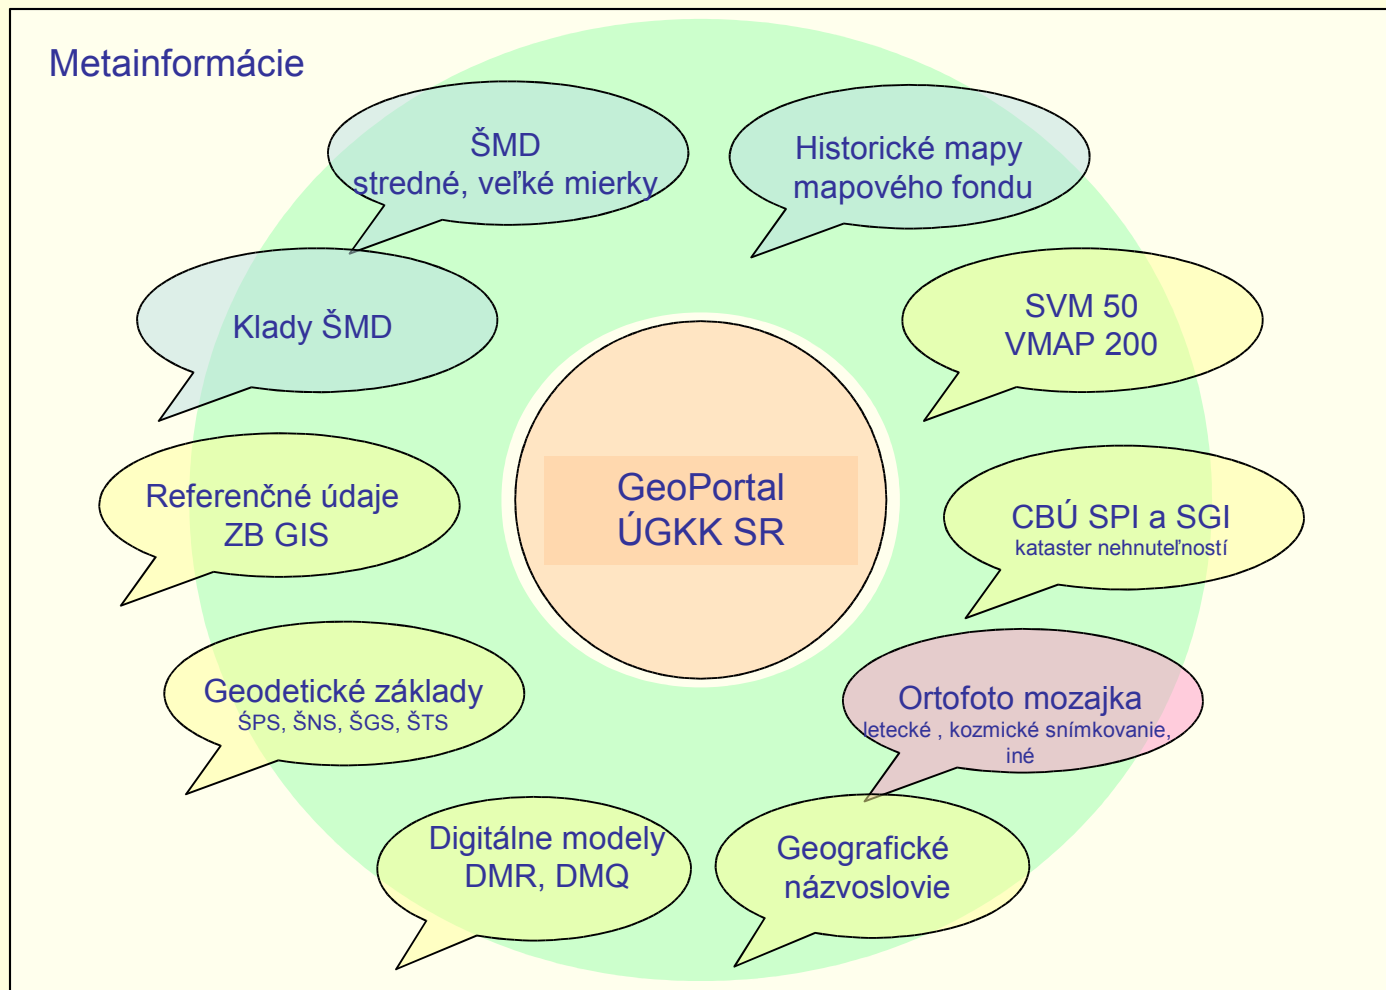 Metainformácie
ŠMD
stredné, veľké mierky
Historické mapy
mapového fondu
Klady ŠMD
SVM 50
VMAP 200
Referenčné údaje
ZB GIS
GeoPortal
ÚGKK SR
CBÚ SPI a SGI
kataster nehnuteľností
Geodetické základy
ŚPS, ŠNS, ŠGS, ŠTS
Ortofoto mozajka
letecké , kozmické snímkovanie,
iné
Digitálne modely
DMR, DMQ
Geografické
názvoslovie